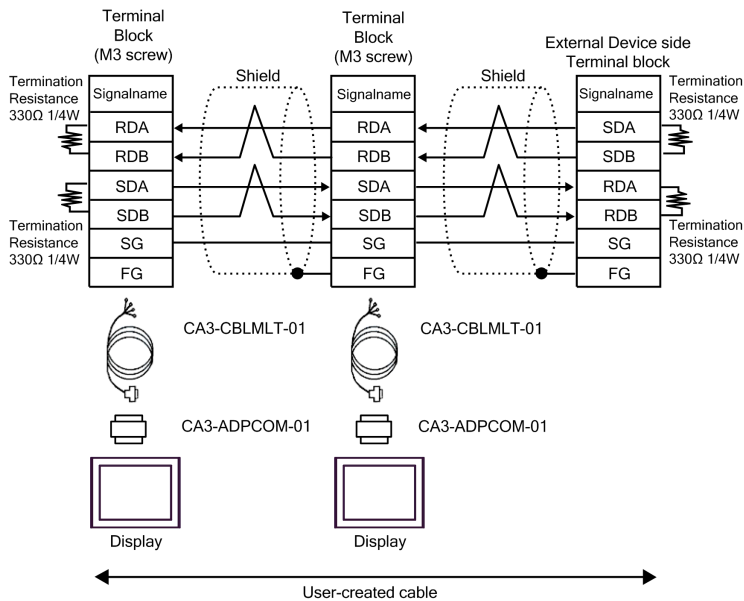 Terminal
Block
(M3 screw)
Terminal
Block
(M3 screw)
External Device side
Terminal block
Termination
Resistance
330Ω 1/4W
Shield
Shield
Termination
Resistance
330Ω 1/4W
Signalname
Signalname
Signalname
RDA
RDA
SDA
RDB
RDB
SDB
SDA
SDA
RDA
SDB
SDB
RDB
Termination
Resistance
330Ω 1/4W
Termination
Resistance
330Ω 1/4W
SG
SG
SG
FG
FG
FG
CA3-CBLMLT-01
CA3-CBLMLT-01
CA3-ADPCOM-01
CA3-ADPCOM-01
Display
Display
User-created cable